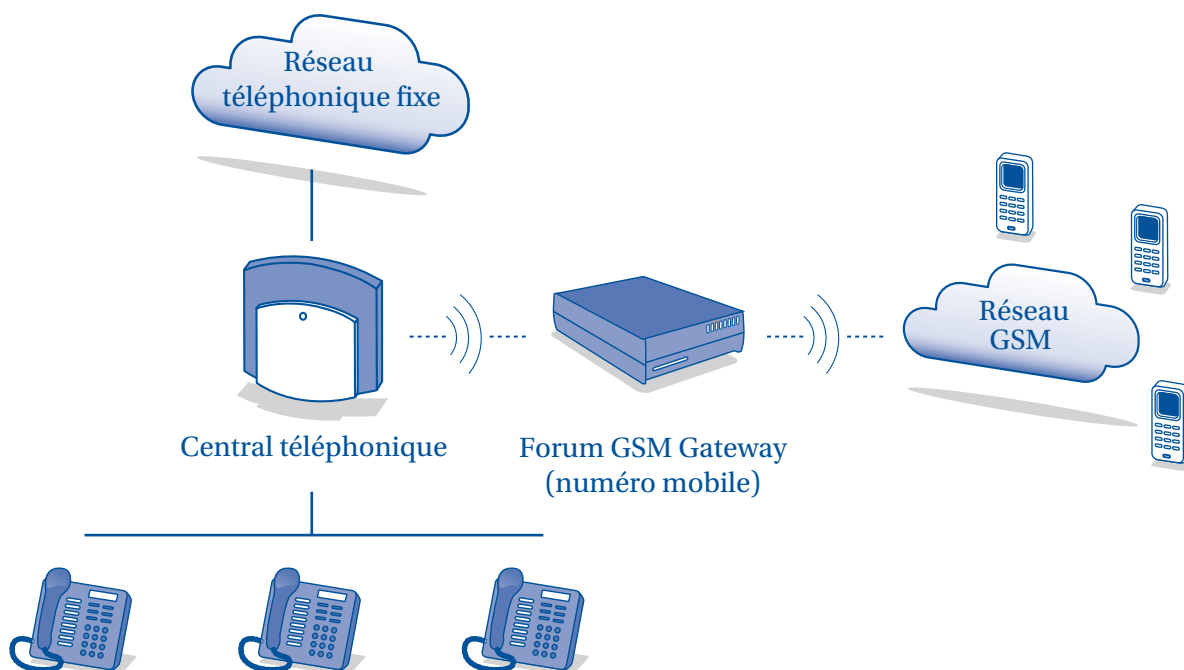 Réseau
téléphonique fixe
Réseau
GSM
Central téléphonique
Forum GSM Gateway
(numéro mobile)